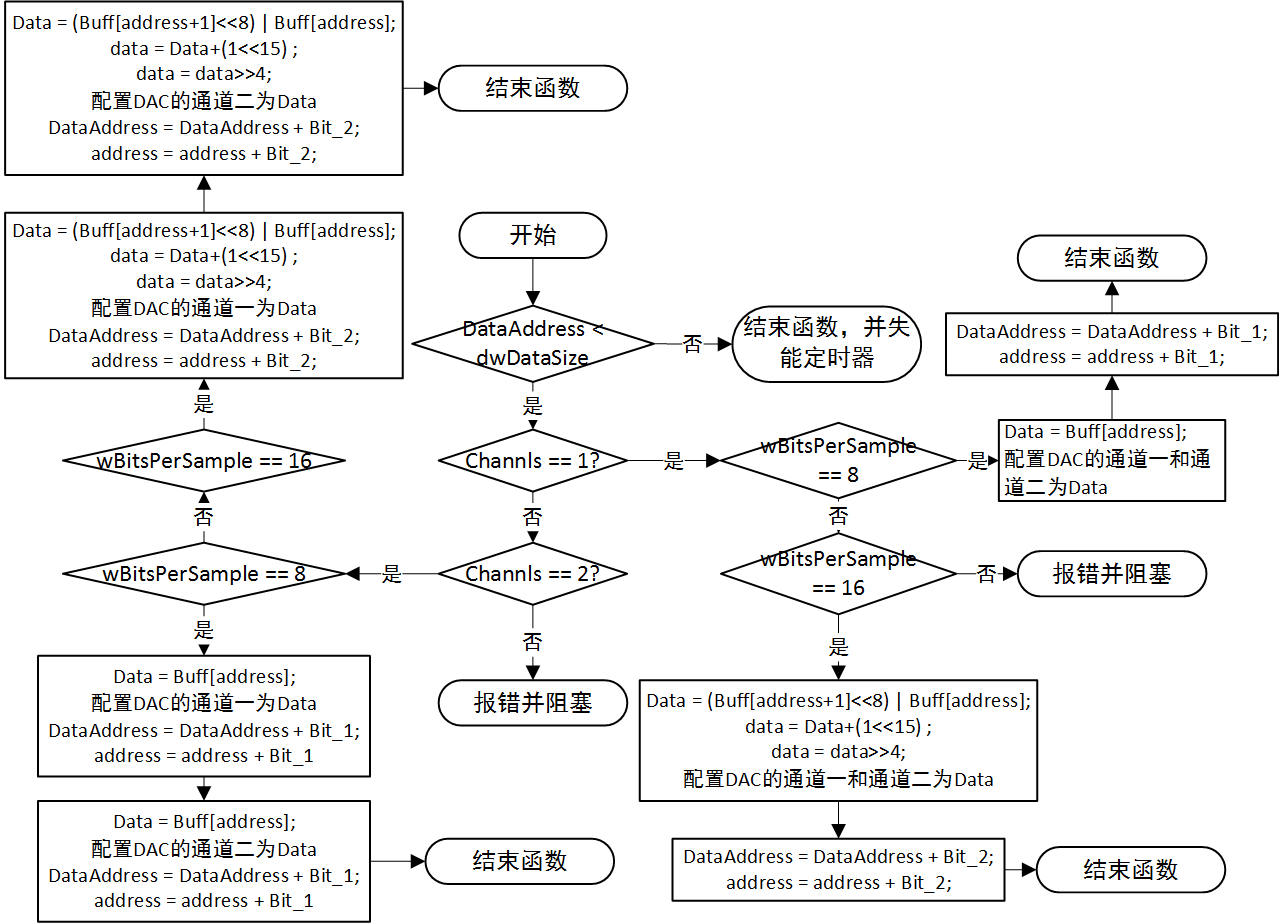 Data = (Buff[address+1]<<8) | Buff[address];
data = Data+(1<<15) ;
data = data>>4;
配置DAC的通道二为Data
DataAddress = DataAddress + Bit_2;
address = address + Bit_2;
结束函数
Data = (Buff[address+1]<<8) | Buff[address];
data = Data+(1<<15) ;
data = data>>4;
配置DAC的通道一为Data
DataAddress = DataAddress + Bit_2;
address = address + Bit_2;
是
wBitsPerSample == 16
否
wBitsPerSample == 8
是
Data = Buff[address];
配置DAC的通道一为Data
DataAddress = DataAddress + Bit_1;
address = address + Bit_1
Data = Buff[address];
配置DAC的通道二为Data
DataAddress = DataAddress + Bit_1;
address = address + Bit_1
结束函数
开始
DataAddress <
dwDataSize
否
结束函数，并失
能定时器
是
Channls == 1?
是
否
Channls == 2?
是
否
报错并阻塞
wBitsPerSample
== 8
是
Data = Buff[address];
配置DAC的通道一和通
道二为Data
DataAddress = DataAddress + Bit_1;
address = address + Bit_1;
结束函数
否
wBitsPerSample
== 16
否
报错并阻塞
是
Data = (Buff[address+1]<<8) | Buff[address];
data = Data+(1<<15) ;
data = data>>4;
配置DAC的通道一和通道二为Data
DataAddress = DataAddress + Bit_2;
address = address + Bit_2;
结束函数